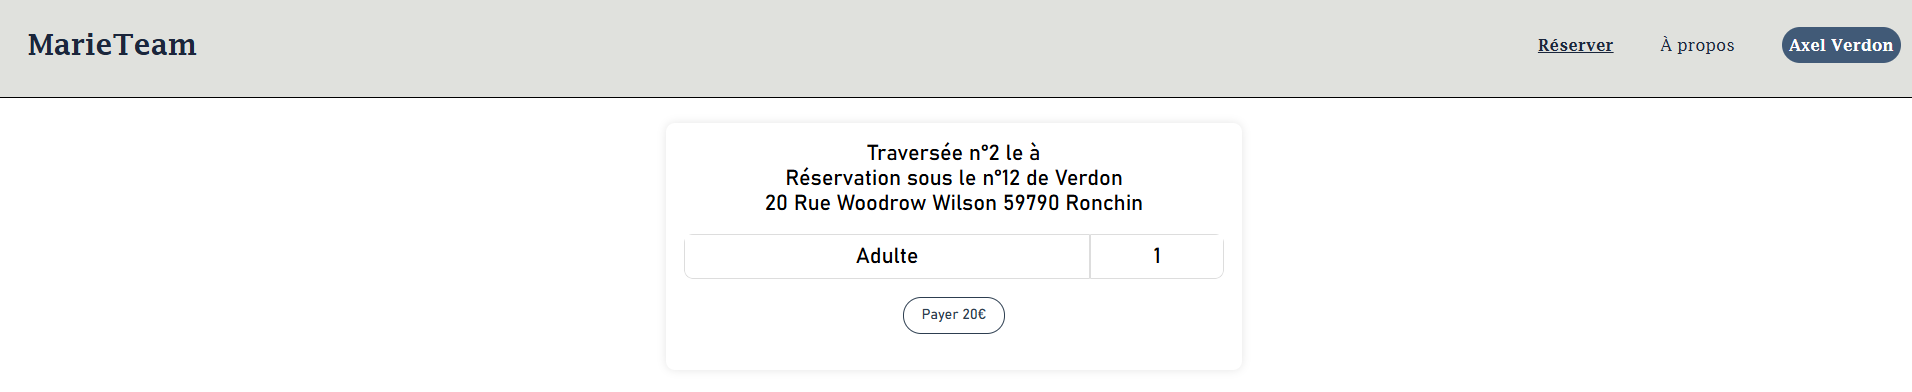 MarieTeam
Réserver À propos Axel Verdon
Traversée n°2 le à
Réservation sous le n°12 de Verdon
20 Rue Woodrow Wilson 59790 Ronchin
Adulte 1
Payer 20€